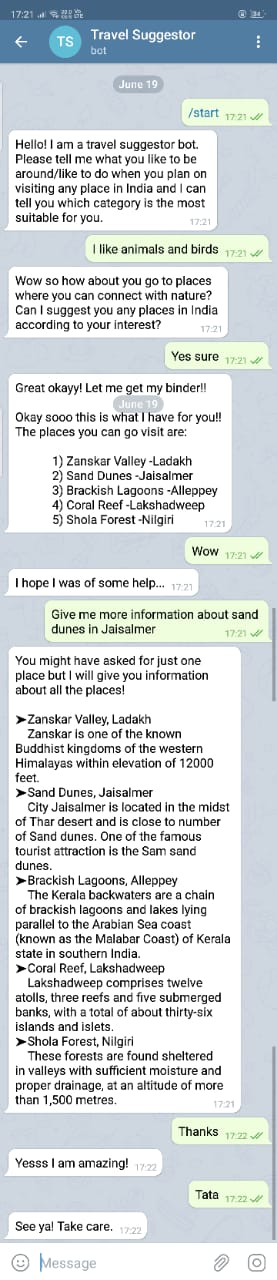 17:21
TS
Travel Suggestor
bot
June 19
/start 17:21
Hello! I am a travel suggestor bot.
Please tell me what you like to be
around/like to do when you plan on
visiting any place in India and I can
tell you which category is the most
suitable for you. 17:21
I like animals and birds 17:21
Wow so how about you go to places
where you can connect with nature?
Can I suggest you any places in India
according to your interest? 17:21
Yes sure 17:21
Great okayy! Let me get my binder!!
June 19
Okay sooo this is what I have for you!!
The places you can go visit are:
1) Zanskar Valley -Ladakh
2) Sand Dunes -Jaisalmer
3) Brackish Lagoons -Alleppey
4) Coral Reef -Lakshadweep
5) Shola Forest -Nilgiri 17:21
Wow 17:21
I hope I was of some help... 17:21
Give me more information about sand
dunes in Jaisalmer
17:21
You might have asked for just one
place but I will give you information
about all the places!
➤Zanskar Valley, Ladakh
Zanskar is one of the known
Buddhist kingdoms of the western
Himalayas within elevation of 12000
feet.
➤Sand Dunes, Jaisalmer
City Jaisalmer is located in the midst
of Thar desert and is close to number
of Sand dunes. One of the famous
tourist attraction is the Sam sand
dunes.
➤Brackish Lagoons, Alleppey
The Kerala backwaters are a chain
of brackish lagoons and lakes lying
parallel to the Arabian Sea coast
(known as the Malabar Coast) of Kerala
state in southern India.
➤Coral Reef, Lakshadweep
Lakshadweep comprises twelve
atolls, three reefs and five submerged
banks, with a total of about thirty-six
islands and islets.
➤Shola Forest, Nilgiri
These forests are found sheltered
in valleys with sufficient moisture and
proper drainage, at an altitude of more
than 1,500 metres. 17:21
Thanks 17:22
Yesss I am amazing! 17:22
Tata 17:22
See ya! Take care. 17:22
Message